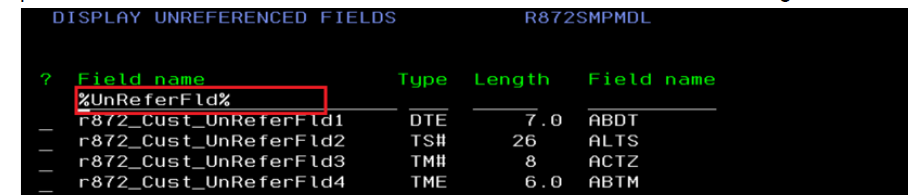 DISPLAY UNREFERENCED FIELDS R872SMPMDL
? Field name Type Length Field name
%UnReferFld%
r872_Cust_UnReferFld1 DTE 7.0 ABDT
r872_Cust_UnReferFld2 TS# 26 ALTS
r872_Cust_UnReferFld3 TM# 8 ACTZ
r872_Cust_UnReferFld4 TME 6.0 ABTM